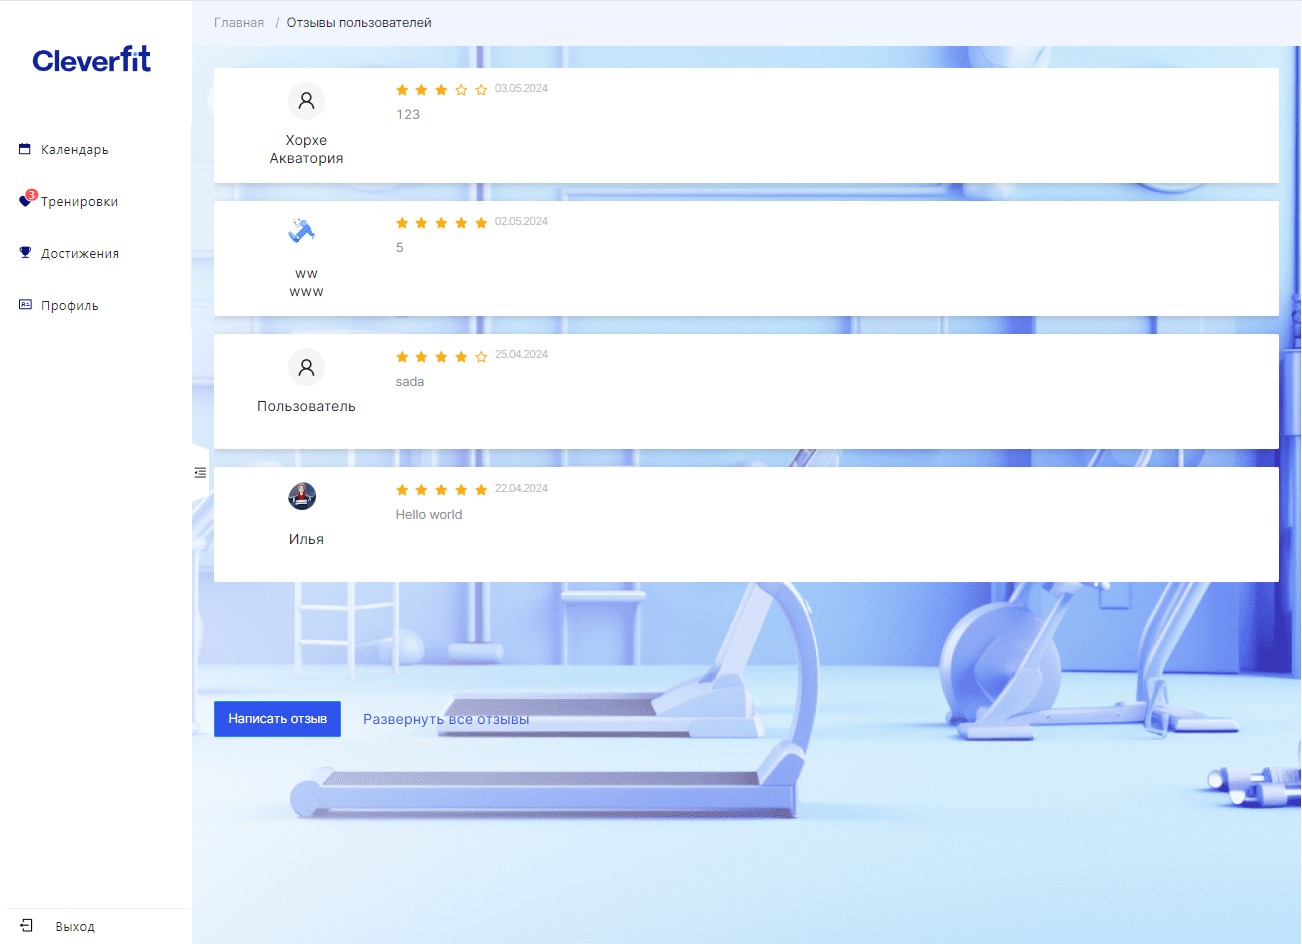 Главная / Отзывы пользователей
Cleverfit
Календарь
3
Тренировки
Достижения
Профиль
Выход
03.05.2024
123
Хорхе
Акватория
02.05.2024
5
ww
www
25.04.2024
sada
Пользователь
22.04.2024
Hello world
Илья
Написать отзыв
Развернуть все отзывы